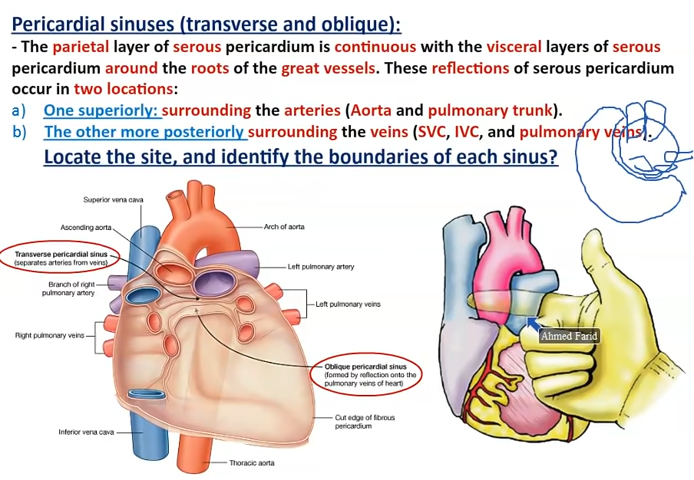 Pericardial sinuses (transverse and oblique):
- The parietal layer of serous pericardium is continuous with the visceral layers of serous
pericardium around the roots of the great vessels. These reflections of serous pericardium
occur in two locations:
a) One superiorly: surrounding the arteries (Aorta and pulmonary trunk).
b) The other more posteriorly surrounding the veins (SVC, IVC, and pulmonary veins).
Locate the site, and identify the boundaries of each sinus?
Superior vena cava
Ascending aorta
Arch of aorta
Transverse pericardial sinus
(separates arteries from veins)
Left pulmonary artery
Branch of right
pulmonary artery
Left pulmonary veins
Right pulmonary veins
Oblique pericardial sinus
(formed by reflection onto the
pulmonary veins of heart)
Cut edge of fibrous
pericardium
Inferior vena cava
Thoracic aorta
Ahmed Farid